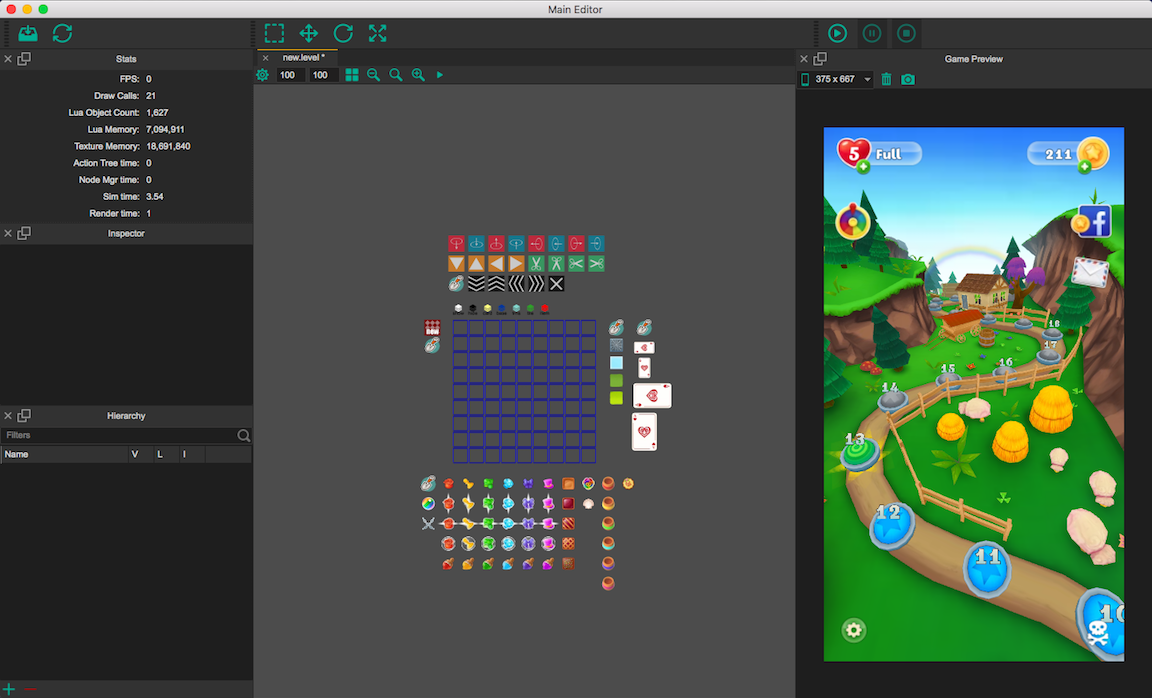 Main Editor
Stats
FPS: 0
Draw Calls: 21
Lua Object Count: 1,627
Lua Memory: 7,094,911
Texture Memory: 18,691,840
Action Tree time: 0
Node Mgr time: 0
Sim time: 3.54
Render time: 1
Inspector
Hierarchy
Filters
Name V L I
new.level *
100 100
ROW
Game Preview
375 x 667
5 Full 211
f
18
17
16
15
14
13
12
11
10